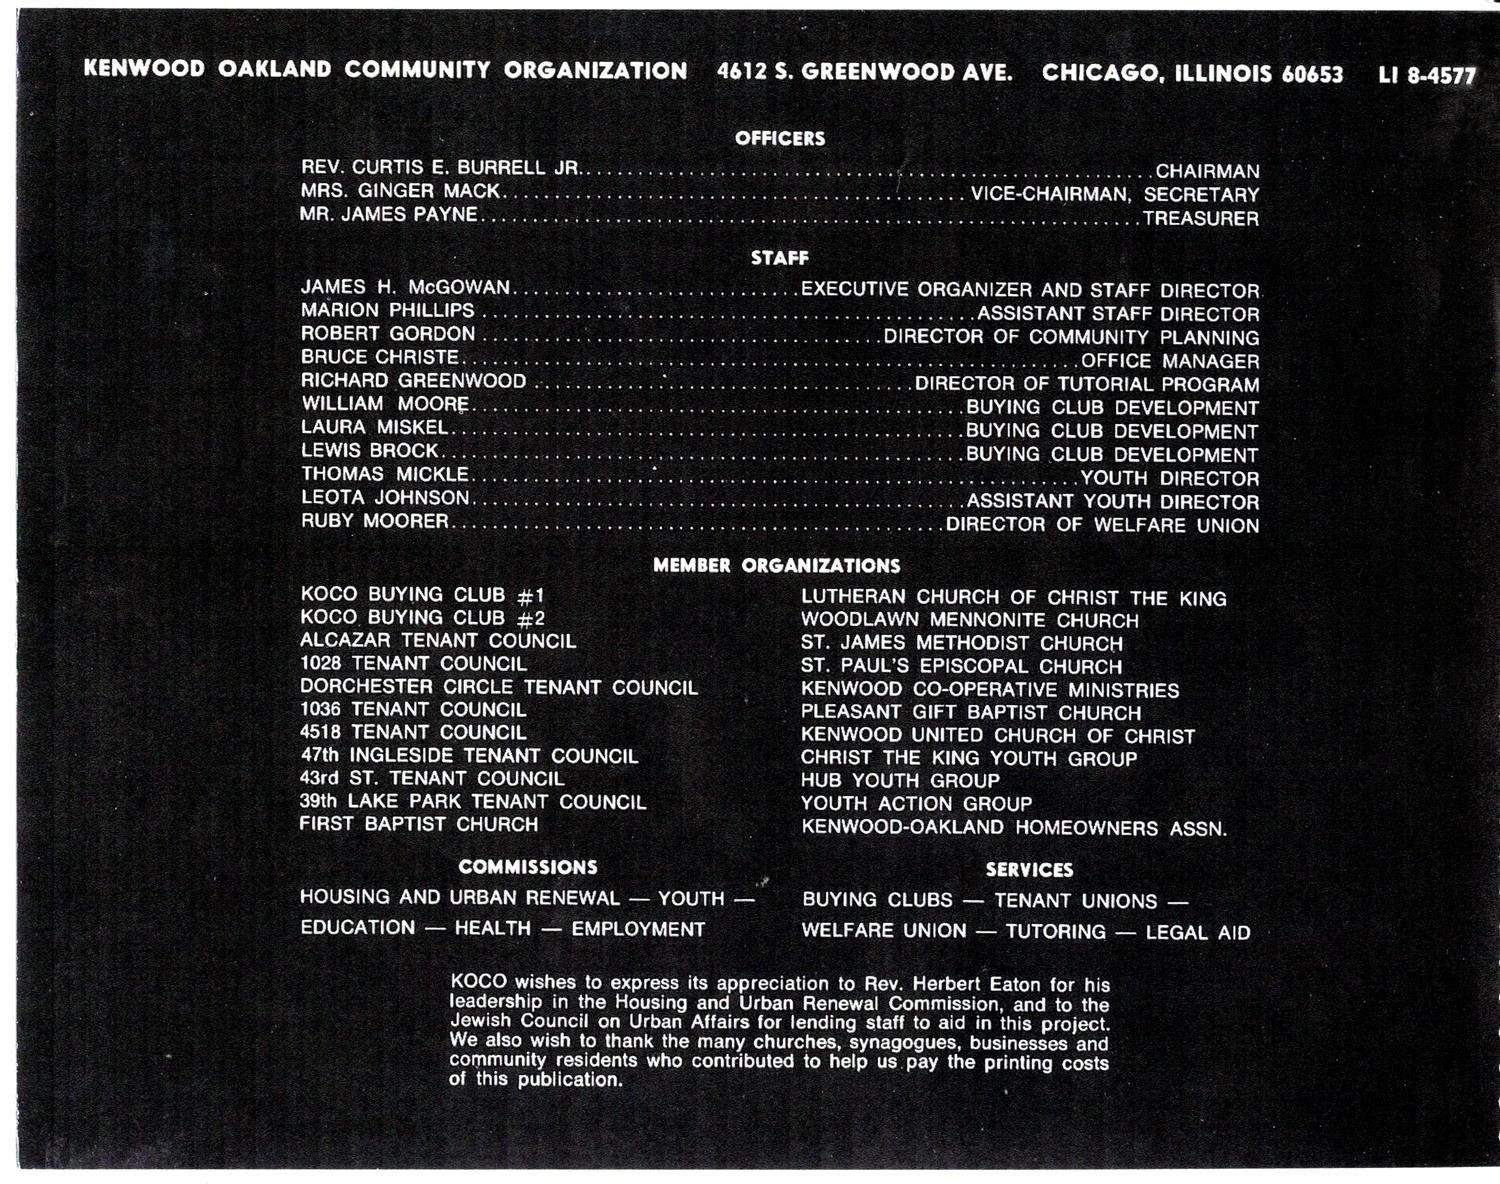 KENWOOD OAKLAND COMMUNITY ORGANIZATION 4612 S. GREENWOOD AVE. CHICAGO, ILLINOIS 60653 LI 8-4577
OFFICERS
REV. CURTIS E. BURRELL JR. CHAIRMAN
MRS. GINGER MACK VICE-CHAIRMAN, SECRETARY
MR. JAMES PAYNE TREASURER
STAFF
JAMES H. McGOWAN EXECUTIVE ORGANIZER AND STAFF DIRECTOR
MARION PHILLIPS ASSISTANT STAFF DIRECTOR
ROBERT GORDON DIRECTOR OF COMMUNITY PLANNING
BRUCE CHRISTE OFFICE MANAGER
RICHARD GREENWOOD DIRECTOR OF TUTORIAL PROGRAM
WILLIAM MOORE BUYING CLUB DEVELOPMENT
LAURA MISKEL BUYING CLUB DEVELOPMENT
LEWIS BROCK BUYING CLUB DEVELOPMENT
THOMAS MICKLE YOUTH DIRECTOR
LEOTA JOHNSON ASSISTANT YOUTH DIRECTOR
RUBY MOORER DIRECTOR OF WELFARE UNION
MEMBER ORGANIZATIONS
KOCO BUYING CLUB #1
KOCO BUYING CLUB #2
ALCAZAR TENANT COUNCIL
1028 TENANT COUNCIL
DORCHESTER CIRCLE TENANT COUNCIL
1036 TENANT COUNCIL
4518 TENANT COUNCIL
47th INGLESIDE TENANT COUNCIL
43rd ST. TENANT COUNCIL
39th LAKE PARK TENANT COUNCIL
FIRST BAPTIST CHURCH
LUTHERAN CHURCH OF CHRIST THE KING
WOODLAWN MENNONITE CHURCH
ST. JAMES METHODIST CHURCH
ST. PAUL'S EPISCOPAL CHURCH
KENWOOD CO-OPERATIVE MINISTRIES
PLEASANT GIFT BAPTIST CHURCH
KENWOOD UNITED CHURCH OF CHRIST
CHRIST THE KING YOUTH GROUP
HUB YOUTH GROUP
YOUTH ACTION GROUP
KENWOOD-OAKLAND HOMEOWNERS ASSN.
COMMISSIONS
HOUSING AND URBAN RENEWAL — YOUTH —
EDUCATION — HEALTH — EMPLOYMENT
SERVICES
BUYING CLUBS — TENANT UNIONS —
WELFARE UNION — TUTORING — LEGAL AID
KOCO wishes to express its appreciation to Rev. Herbert Eaton for his
leadership in the Housing and Urban Renewal Commission, and to the
Jewish Council on Urban Affairs for lending staff to aid in this project.
We also wish to thank the many churches, synagogues, businesses and
community residents who contributed to help us pay the printing costs
of this publication.